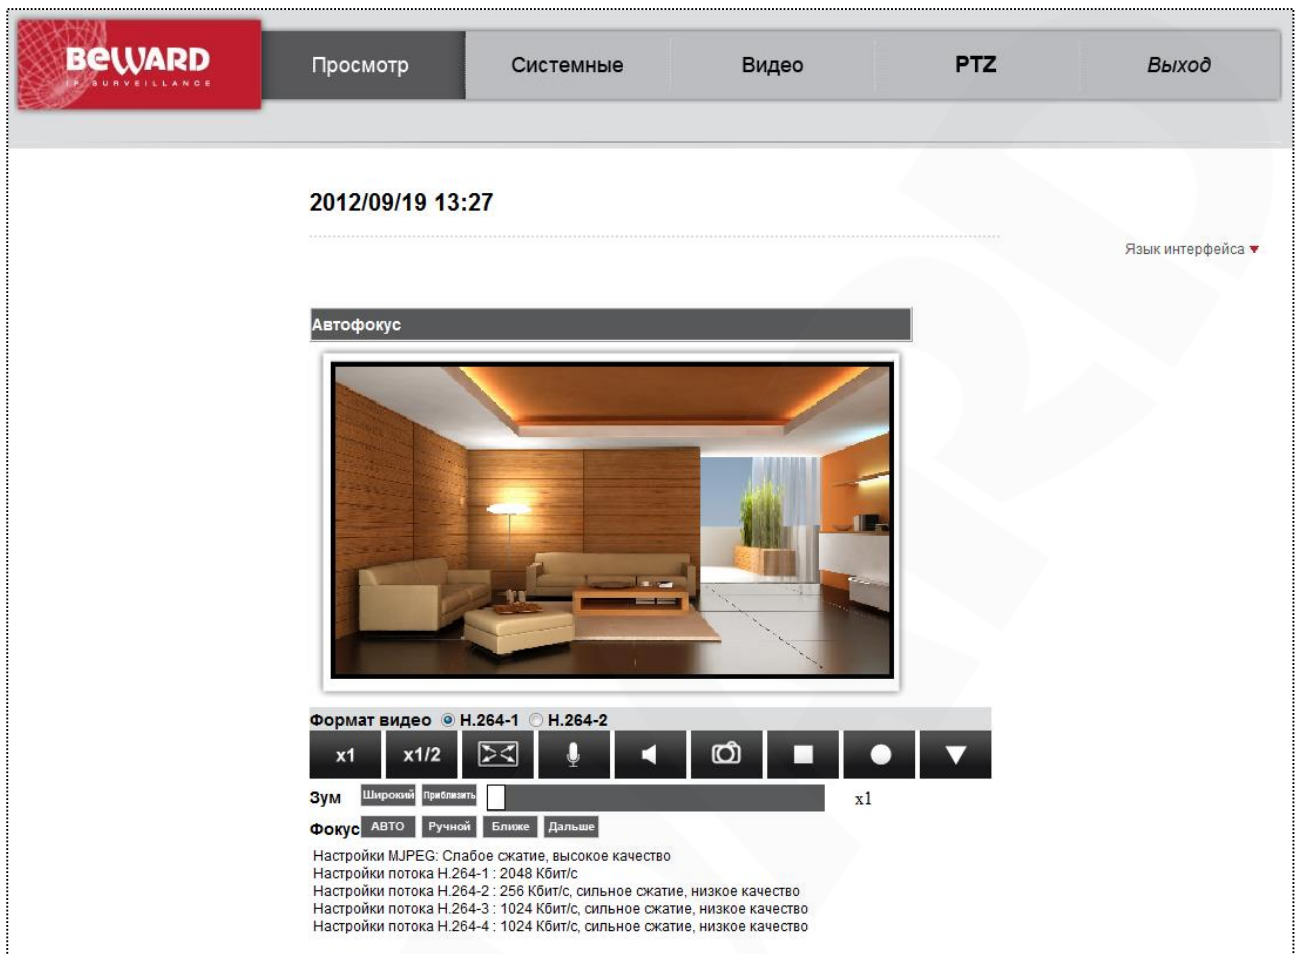 BEWARD
IP SURVEILLANCE
Просмотр Системные Видео PTZ Выход
2012/09/19 13:27
Язык интерфейса
Автофокус
Формат видео H.264-1 H.264-2
x1 x1/2
Зум Широкий Приблизить x1
Фокус АВТО Ручной Ближе Дальше
Настройки MJPEG: Слабое сжатие, высокое качество
Настройки потока H.264-1 : 2048 Кбит/с
Настройки потока H.264-2 : 256 Кбит/с, сильное сжатие, низкое качество
Настройки потока H.264-3 : 1024 Кбит/с, сильное сжатие, низкое качество
Настройки потока H.264-4 : 1024 Кбит/с, сильное сжатие, низкое качество